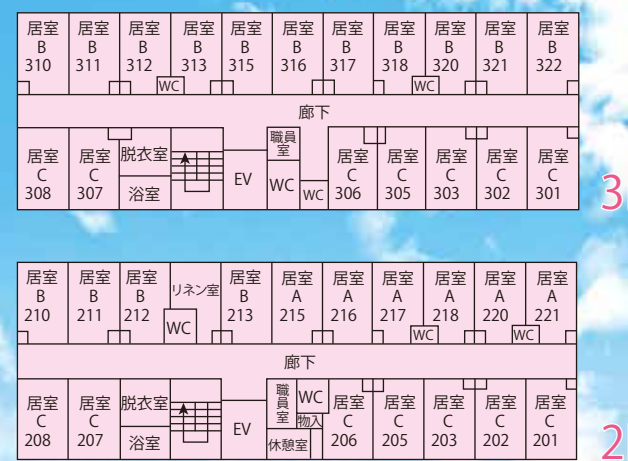 居室 B 310
居室 B 311
居室 B 312
居室 B 313
居室 B 315
居室 B 316
居室 B 317
居室 B 318
居室 B 320
居室 B 321
居室 B 322
WC
WC
廊下
居室 C 308
居室 C 307
脱衣室
浴室
EV
職員室
WC
WC
居室 C 306
居室 C 305
居室 C 303
居室 C 302
居室 C 301
3
居室 B 210
居室 B 211
居室 B 212
リネン室
WC
居室 B 213
居室 A 215
居室 A 216
居室 A 217
居室 A 218
居室 A 220
居室 A 221
WC
WC
廊下
居室 C 208
居室 C 207
脱衣室
浴室
EV
職員室
WC
物入
休憩室
居室 C 206
居室 C 205
居室 C 203
居室 C 202
居室 C 201
2